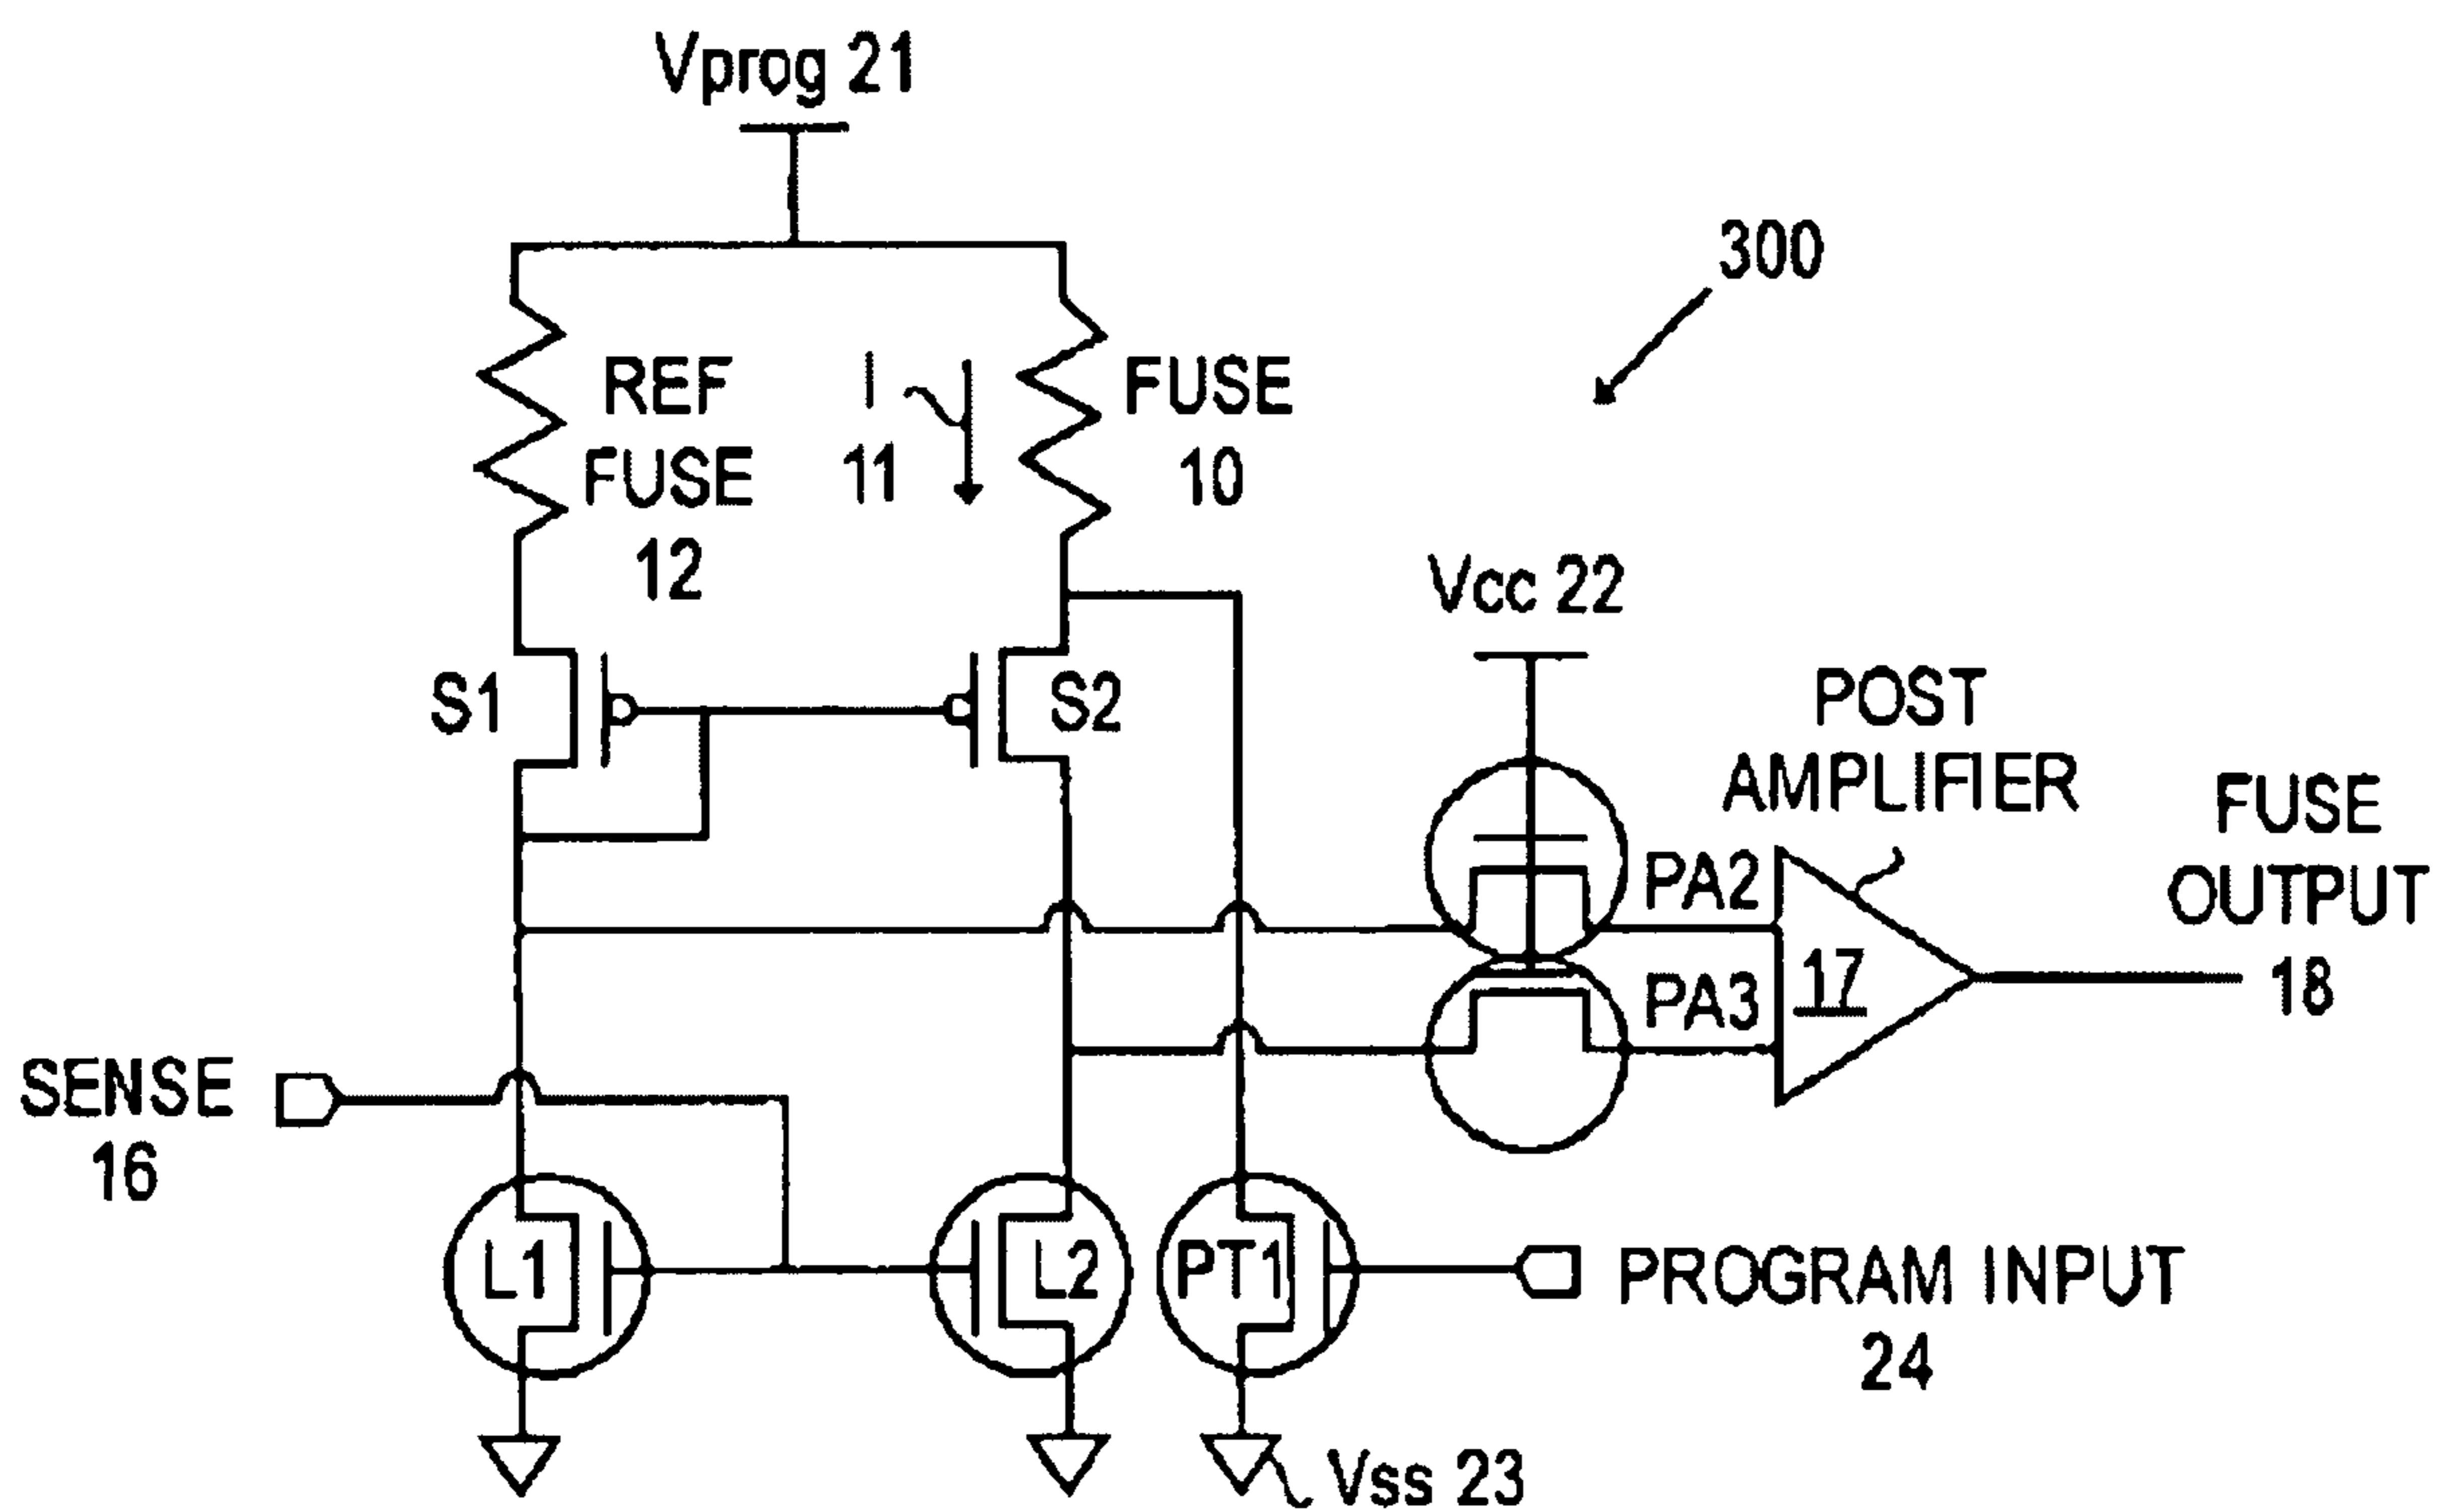 Vprog 21
300
REF
FUSE
12
I
11
FUSE
10
Vcc 22
S1
S2
POST
AMPLIFIER
FUSE
OUTPUT
18
PA2
17
PA3
SENSE
16
L1
L2
PT1
PROGRAM INPUT
24
Vss 23